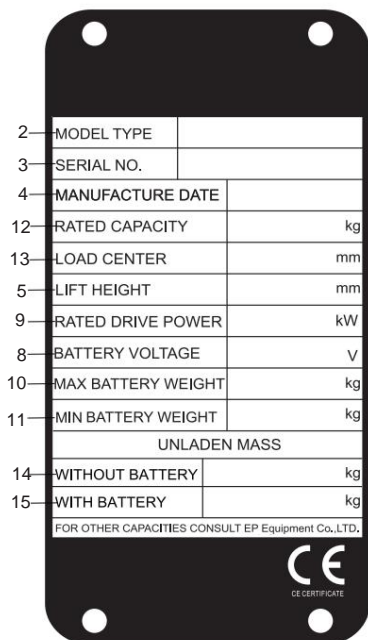 2 MODEL TYPE
3 SERIAL NO.
4 MANUFACTURE DATE
12 RATED CAPACITY kg
13 LOAD CENTER mm
5 LIFT HEIGHT mm
9 RATED DRIVE POWER kW
8 BATTERY VOLTAGE V
10 MAX BATTERY WEIGHT kg
11 MIN BATTERY WEIGHT kg
UNLADEN MASS
14 WITHOUT BATTERY kg
15 WITH BATTERY kg
FOR OTHER CAPACITIES CONSULT EP Equipment Co.,LTD.
CE
CE CERTIFICATE